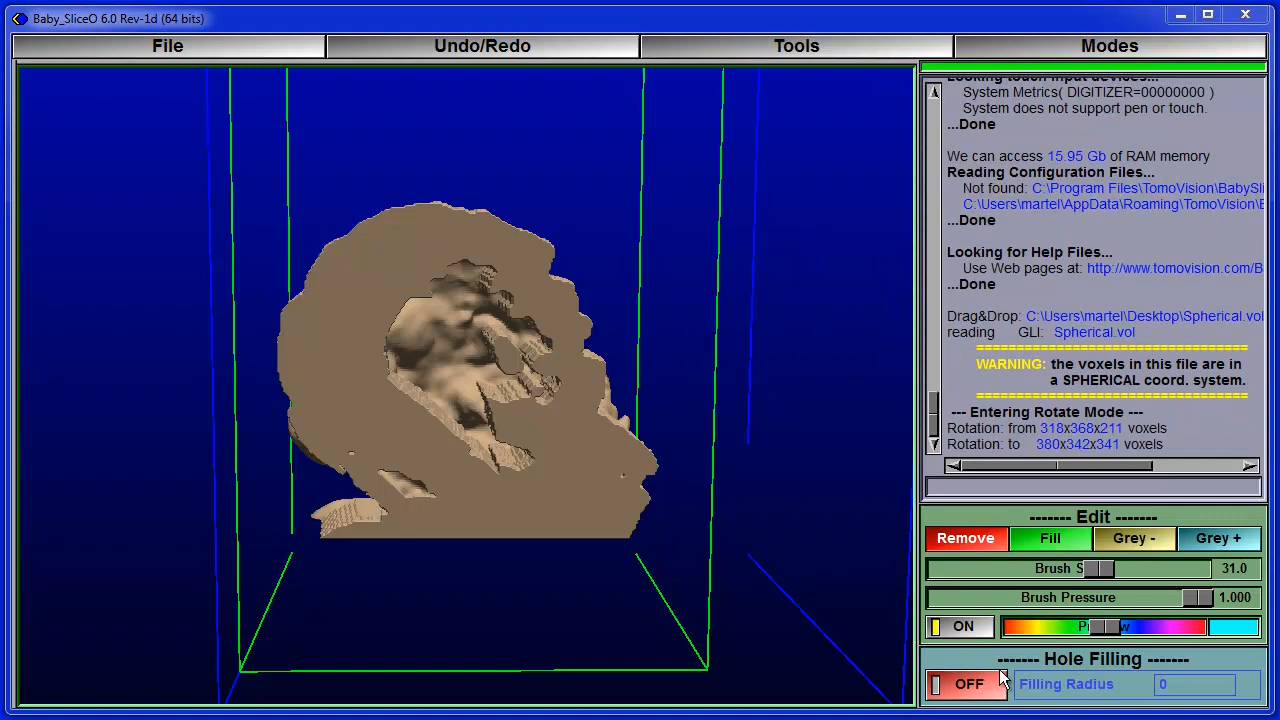 Baby_SliceO 6.0 Rev-1d (64 bits)
File
Undo/Redo
Tools
Modes
Looking touch input devices...
System Metrics( DIGITIZER=00000000 )
System does not support pen or touch.
...Done
We can access 15.95 Gb of RAM memory
Reading Configuration Files...
Not found: C:\Program Files\TomoVision\BabySli
C:\Users\martel\AppData\Roaming\TomoVision\
...Done
Looking for Help Files...
Use Web pages at: http://www.tomovision.com/B
...Done
Drag&Drop: C:\Users\martel\Desktop\Spherical.vol
reading GLI: Spherical.vol
===================================
WARNING: the voxels in this file are in
a SPHERICAL coord. system.
===================================
--- Entering Rotate Mode ---
Rotation: from 318x368x211 voxels
Rotation: to 380x342x341 voxels
------- Edit -------
Remove
Fill
Grey -
Grey +
Brush S
31.0
Brush Pressure
1.000
ON
P w
------- Hole Filling -------
OFF
Filling Radius
0